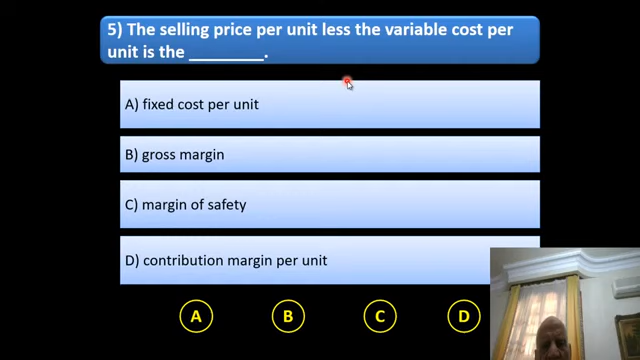 5) The selling price per unit less the variable cost per
unit is the ________.
A) fixed cost per unit
B) gross margin
C) margin of safety
D) contribution margin per unit
A B C D